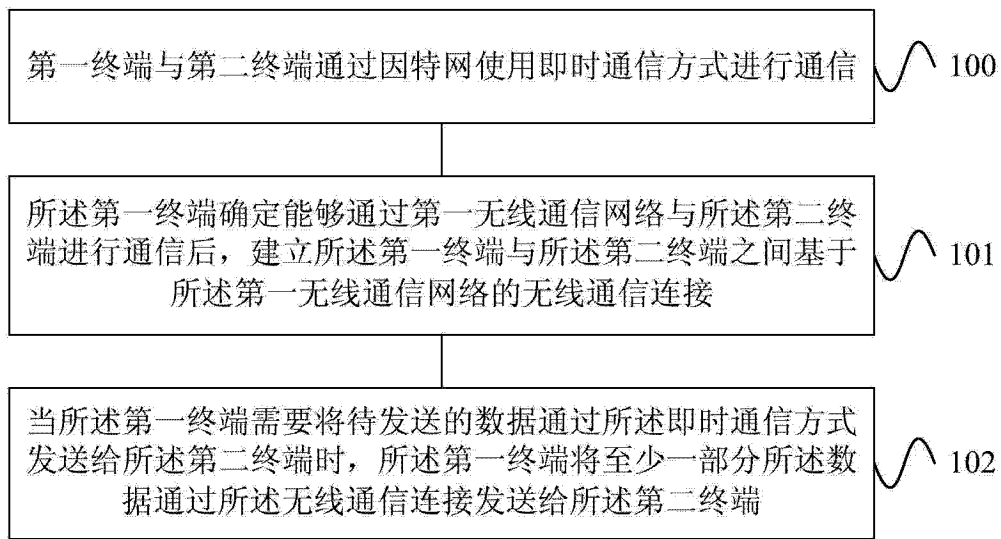 第一终端与第二终端通过因特网使用即时通信方式进行通信
100
所述第一终端确定能够通过第一无线通信网络与所述第二终
端进行通信后，建立所述第一终端与所述第二终端之间基于
所述第一无线通信网络的无线通信连接
101
当所述第一终端需要将待发送的数据通过所述即时通信方式
发送给所述第二终端时，所述第一终端将至少一部分所述数
据通过所述无线通信连接发送给所述第二终端
102